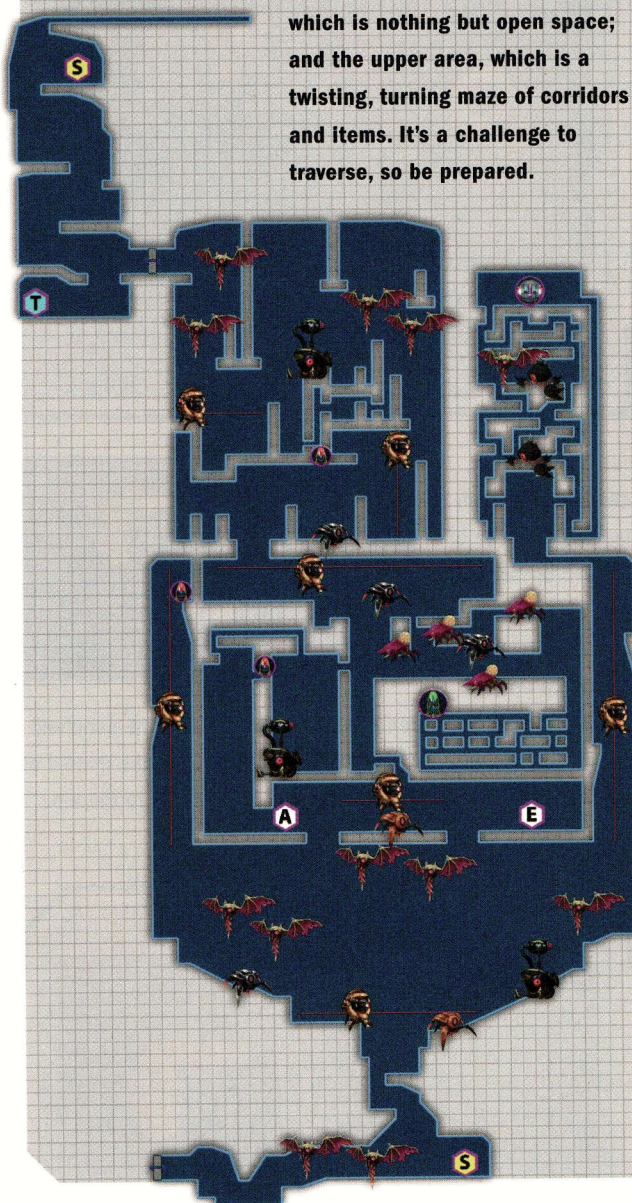 which is nothing but open space;
and the upper area, which is a
twisting, turning maze of corridors
and items. It's a challenge to
traverse, so be prepared.
S
T
A
E
S